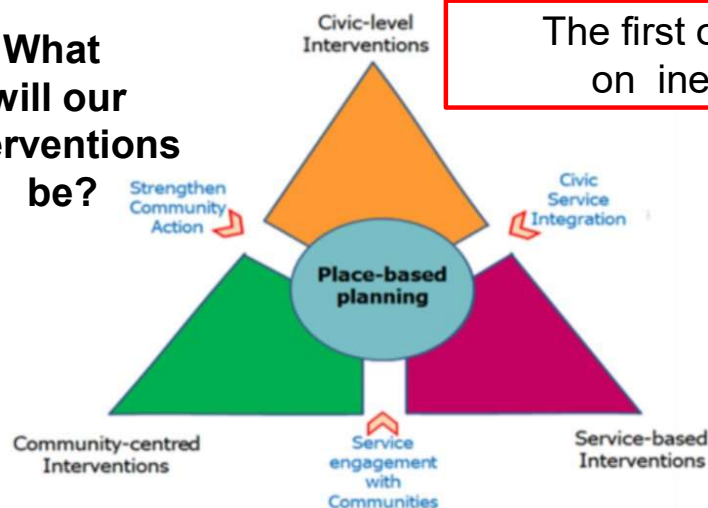 What
will our
erventions
be?
The first o
on ine
Civic-level
Interventions
Strengthen
Community
Action
Civic
Service
Integration
Place-based
planning
Community-centred
Interventions
Service
engagement
with
Communities
Service-based
Interventions